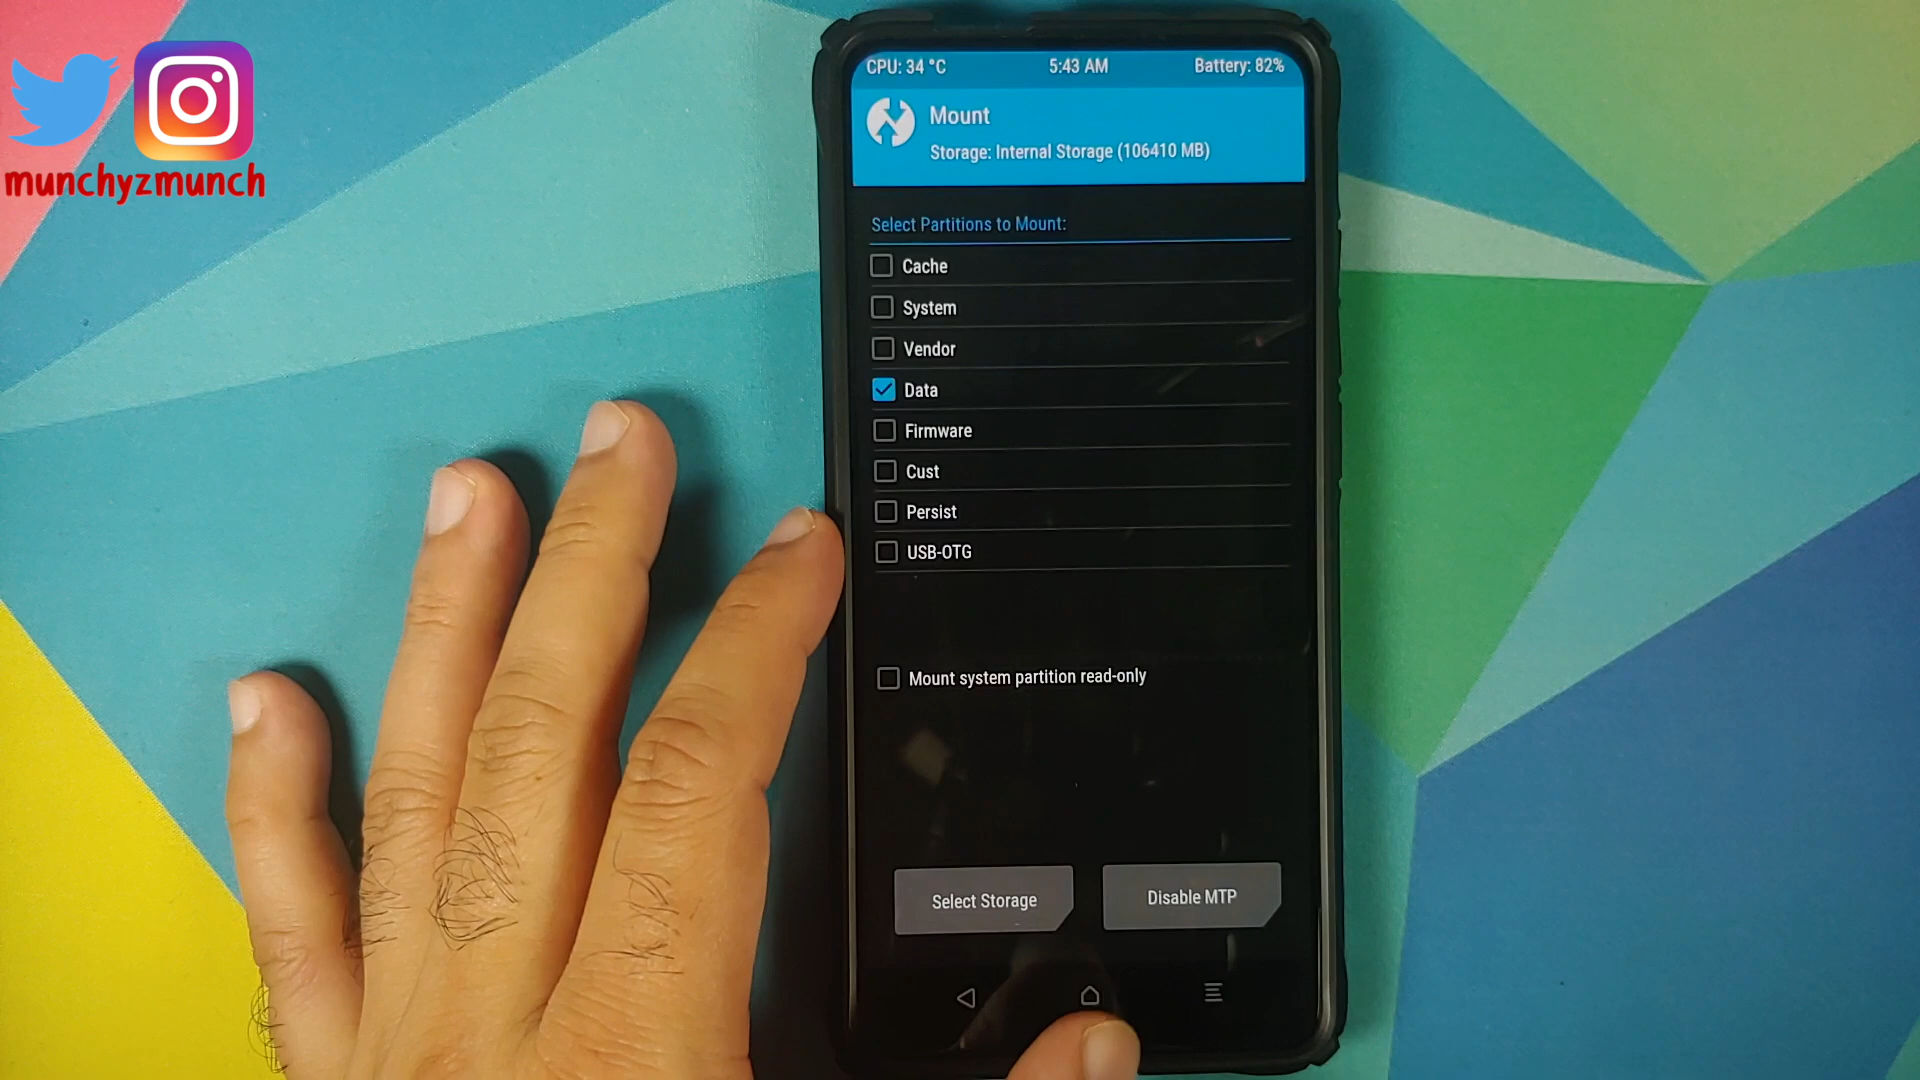 munchyzmunch
CPU: 34 °C 5:43 AM Battery: 82%
Mount
Storage: Internal Storage (106410 MB)
Select Partitions to Mount:
Cache
System
Vendor
Data
Firmware
Cust
Persist
USB-OTG
Mount system partition read-only
Select Storage Disable MTP